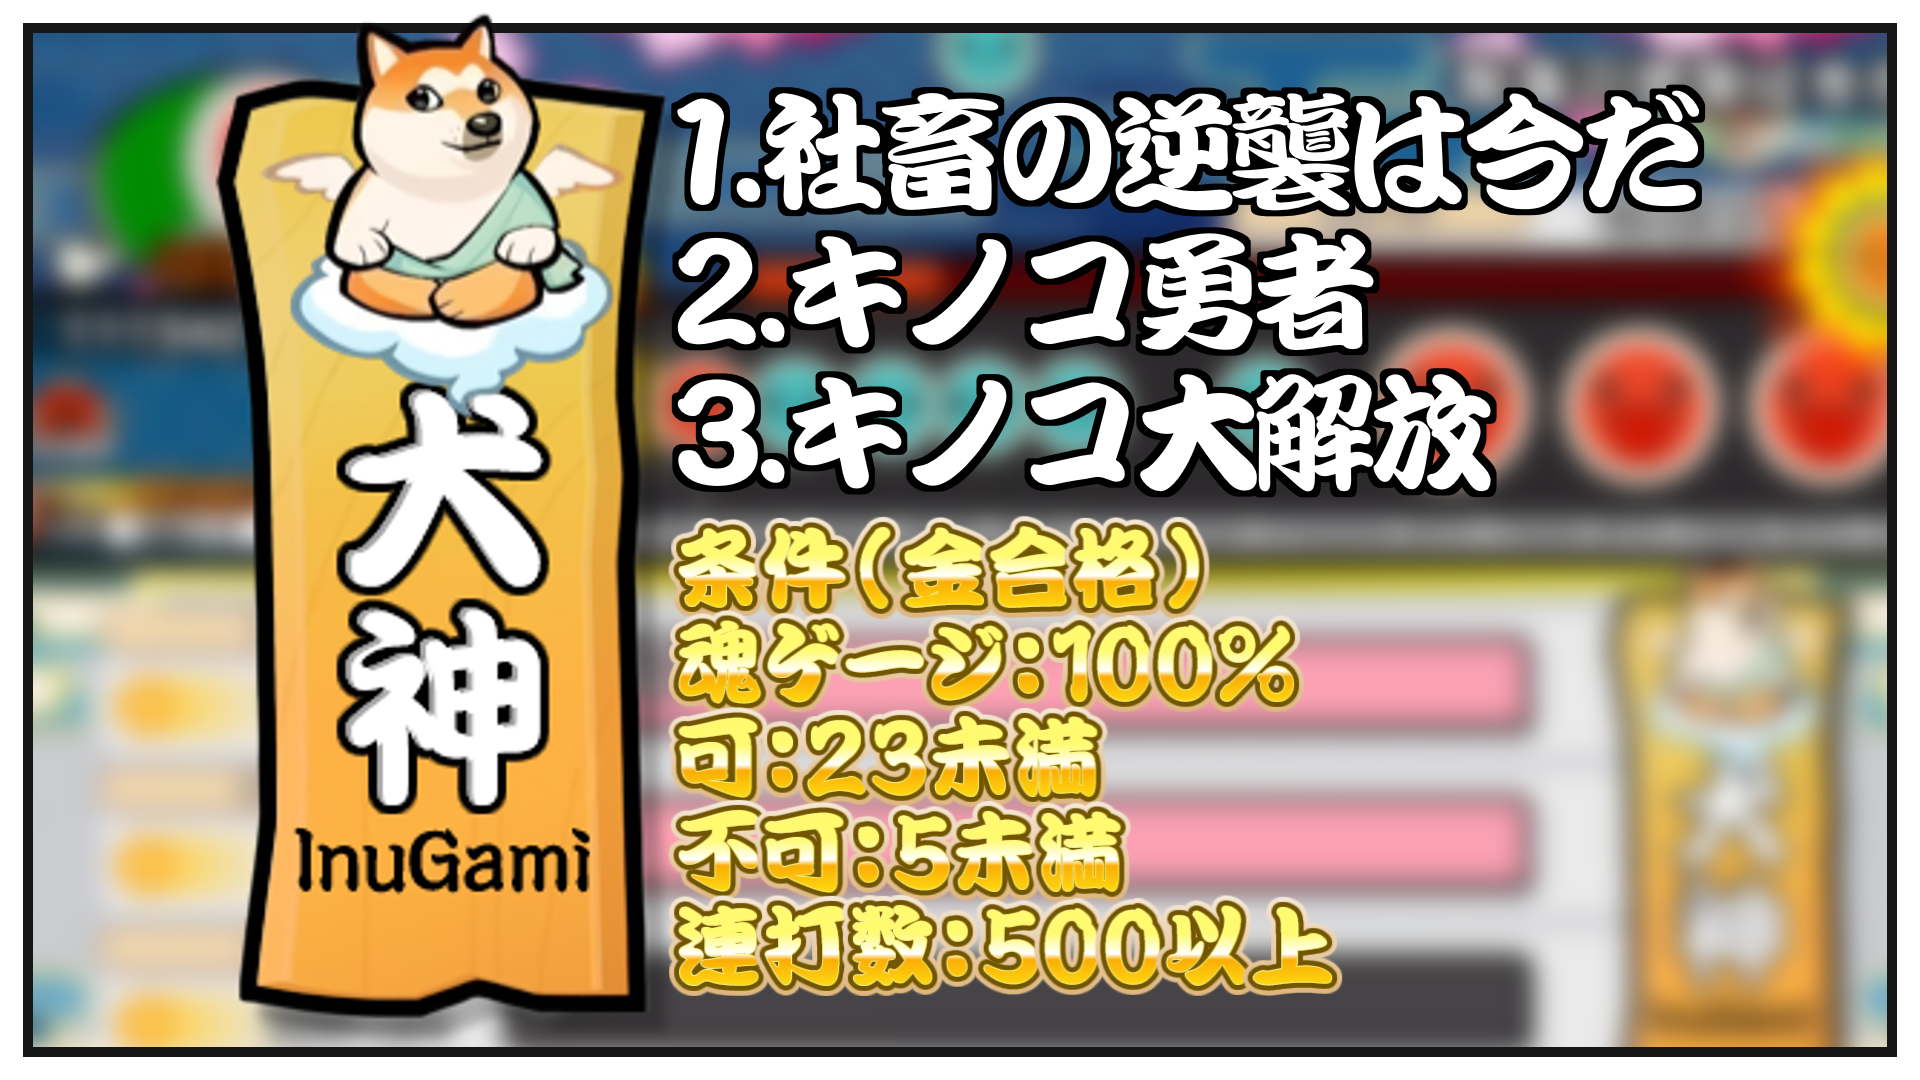 犬神
InuGami
1.社畜の逆襲は今だ
2.キノコ勇者
3.キノコ大解放
条件(金合格)
魂ゲージ:100%
可:23未満
不可:5未満
連打数:500以上